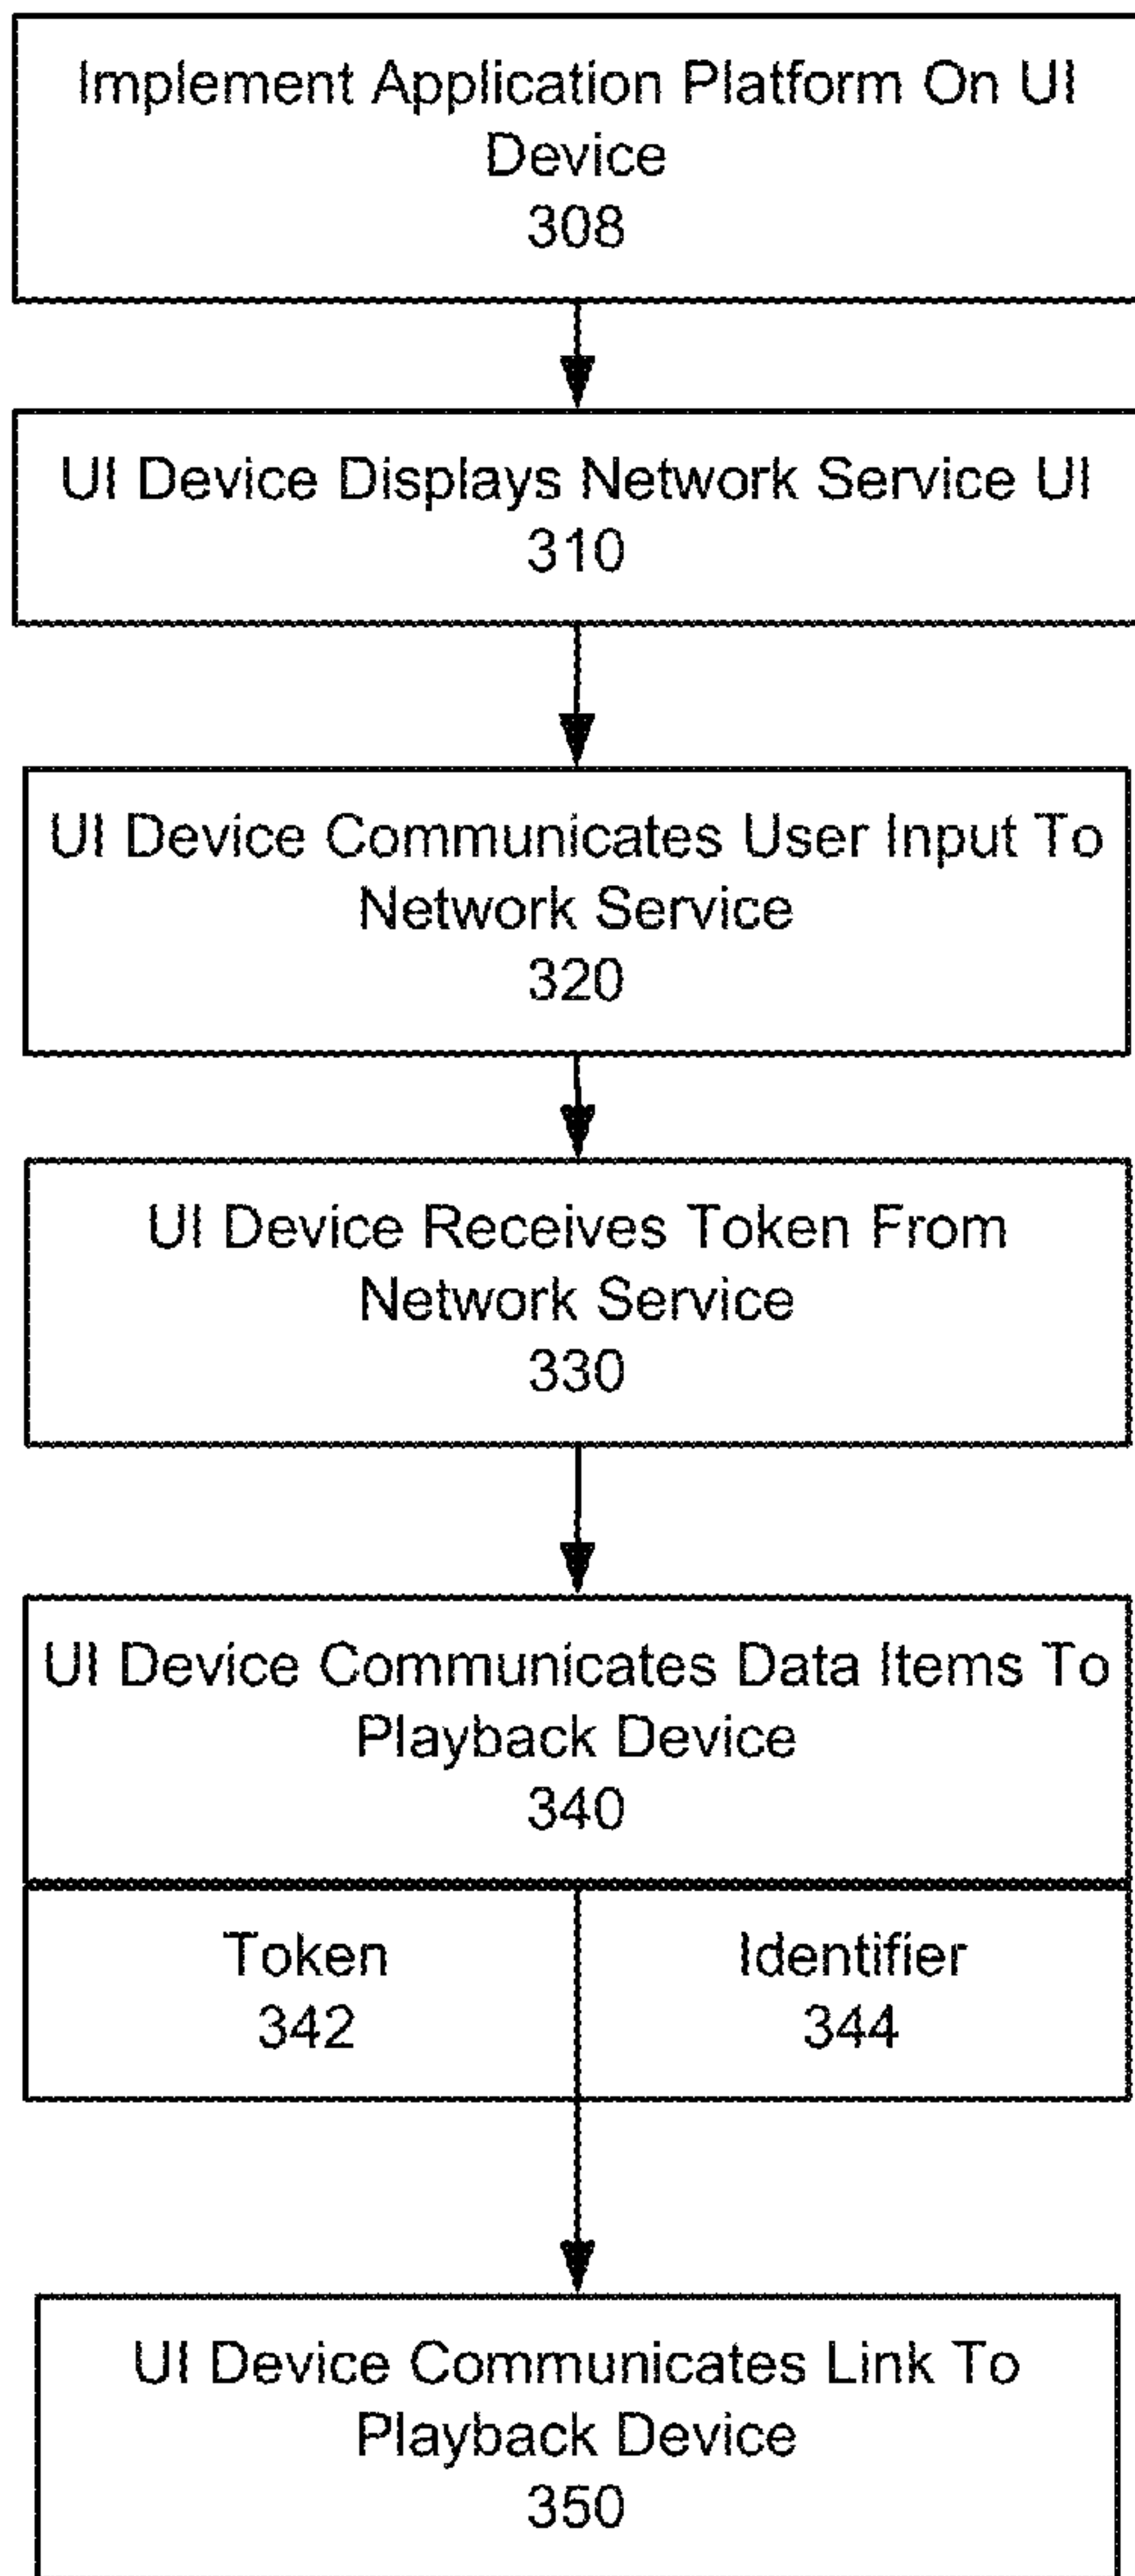 Implement Application Platform On UI
Device
308
UI Device Displays Network Service UI
310
UI Device Communicates User Input To
Network Service
320
UI Device Receives Token From
Network Service
330
UI Device Communicates Data Items To
Playback Device
340
Token
342
Identifier
344
UI Device Communicates Link To
Playback Device
350